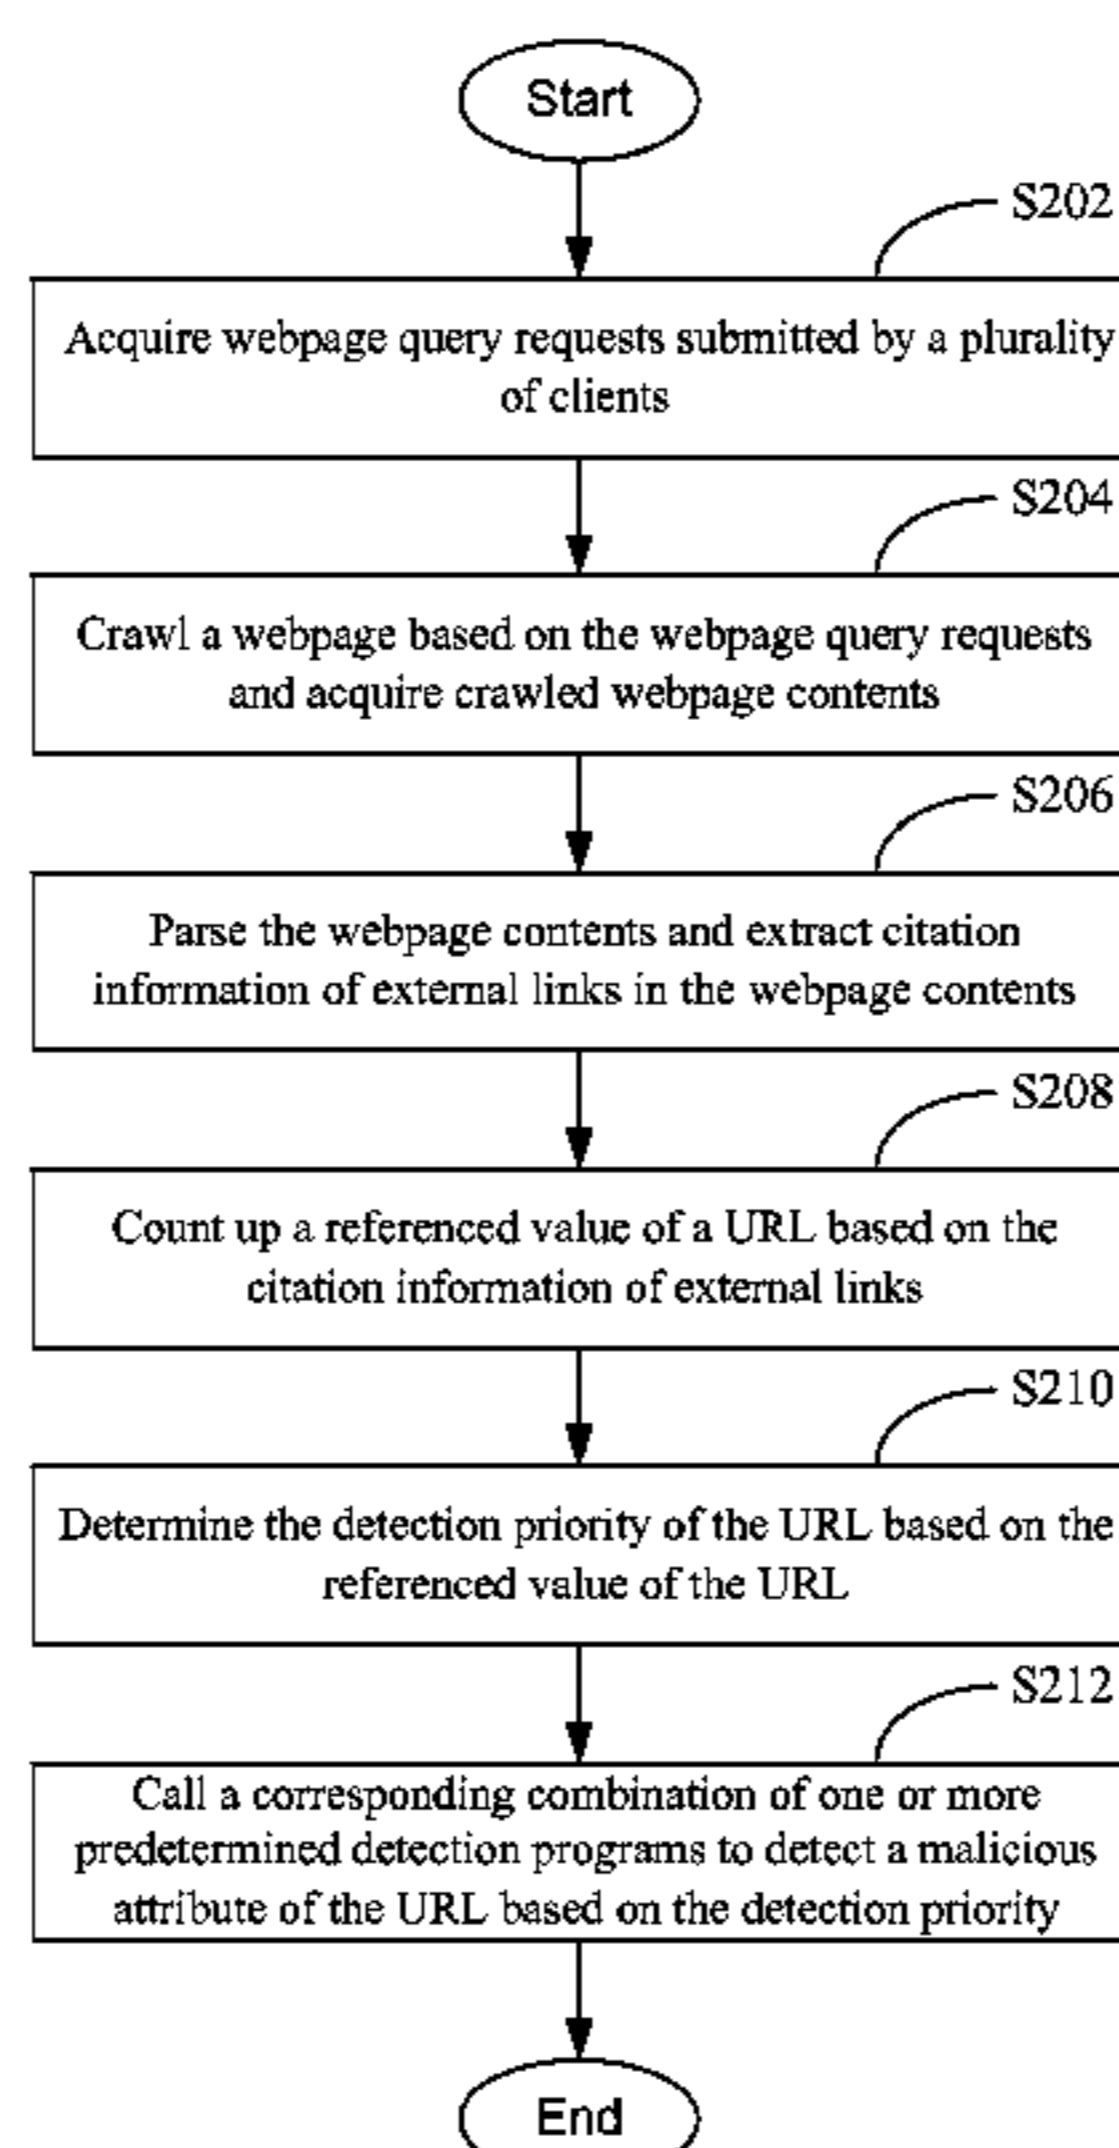 Start
S202
Acquire webpage query requests submitted by a plurality
of clients
S204
Crawl a webpage based on the webpage query requests
and acquire crawled webpage contents
S206
Parse the webpage contents and extract citation
information of external links in the webpage contents
S208
Count up a referenced value of a URL based on the
citation information of external links
S210
Determine the detection priority of the URL based on the
referenced value of the URL
S212
Call a corresponding combination of one or more
predetermined detection programs to detect a malicious
attribute of the URL based on the detection priority
End